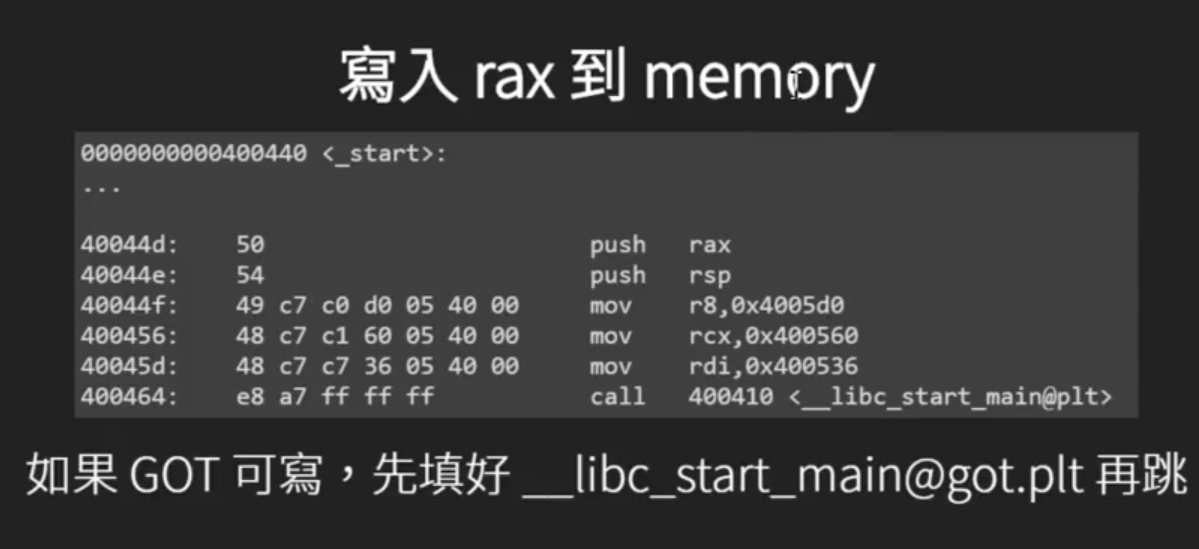 寫入 rax 到 memory
0000000000400440 <_start>:
...
40044d: 50 push rax
40044e: 54 push rsp
40044f: 49 c7 c0 d0 05 40 00 mov r8,0x4005d0
400456: 48 c7 c1 60 05 40 00 mov rcx,0x400560
40045d: 48 c7 c7 36 05 40 00 mov rdi,0x400536
400464: e8 a7 ff ff ff call 400410 <__libc_start_main@plt>
如果 GOT 可寫，先填好 __libc_start_main@got.plt 再跳